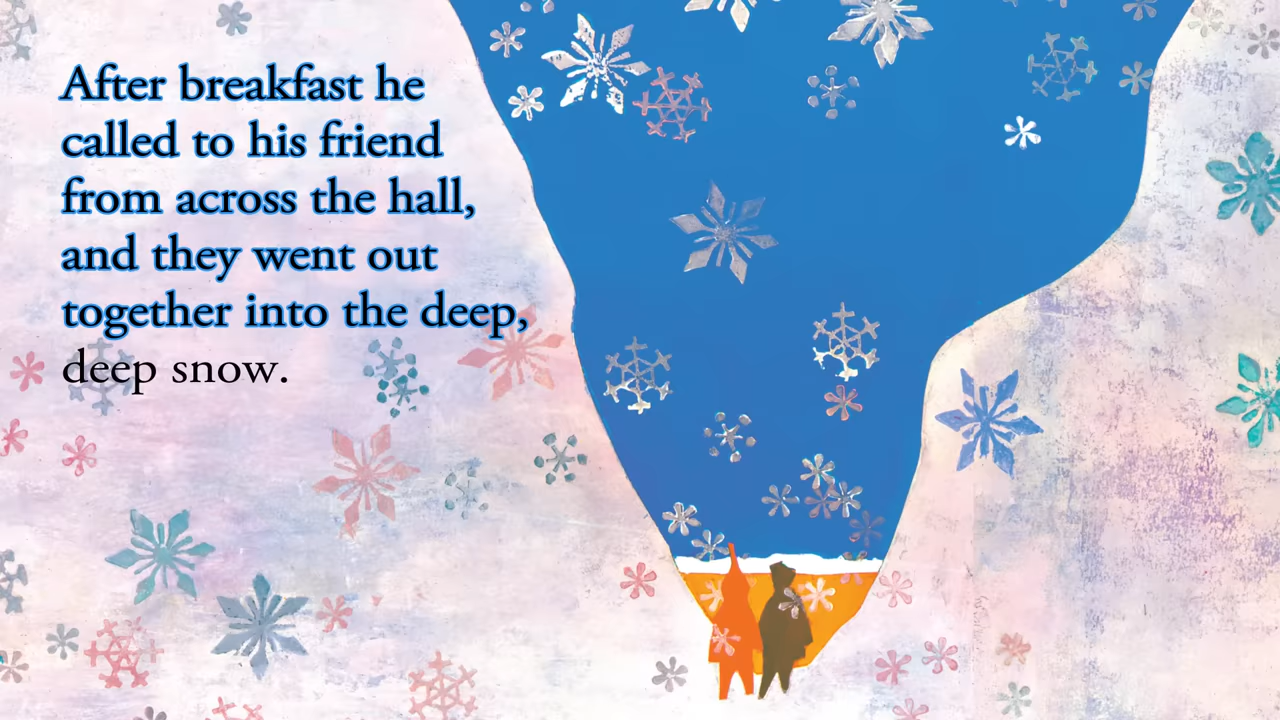 After breakfast he
called to his friend
from across the hall,
and they went out
together into the deep,
deep snow.